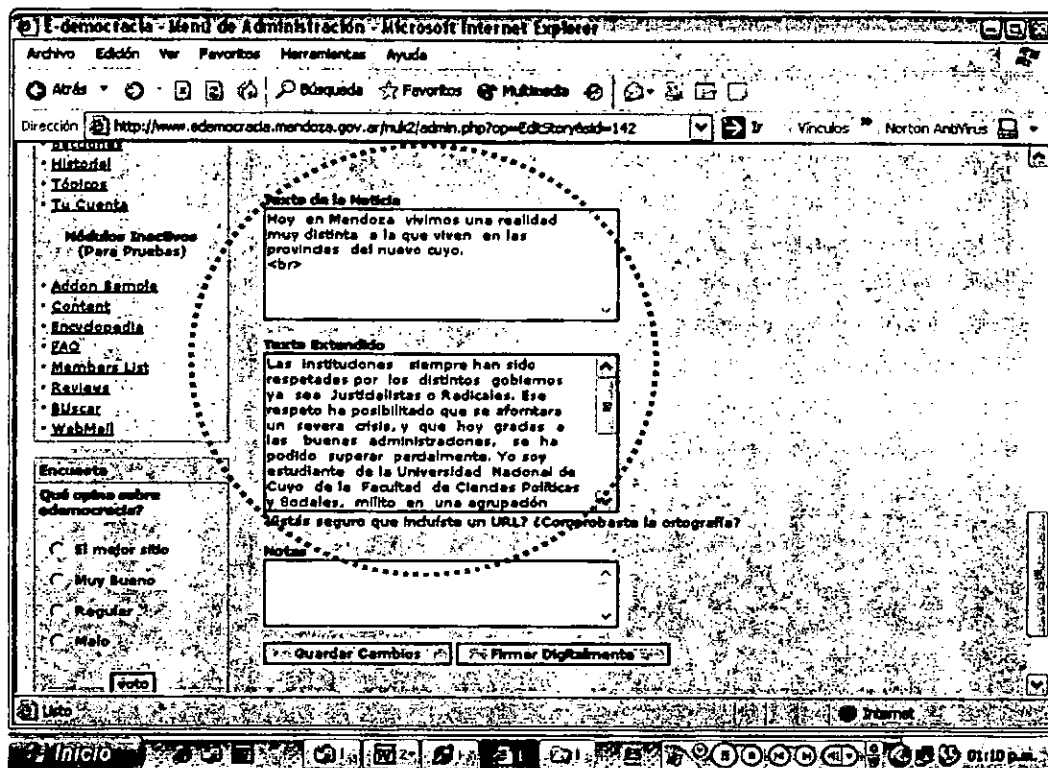 E-democracia - Menú de Administración - Microsoft Internet Explorer
Archivo Edición Ver Favoritos Herramientas Ayuda
Atrás Búsqueda Favoritos Multimedia
Dirección http://www.edemocracia.mendoza.gov.ar/nuk2/admin.php?op=EditStory&sid=142 Ir Vínculos » Norton AntiVirus
Secciones
· Historial
· Tópicos
· Tu Cuenta
Módulos Inactivos
(Para Pruebas)
· Addon Sample
· Content
· Encyclopedia
· FAQ
· Members List
· Reviews
· BUscar
· WebMail
Encuesta
Qué opina sobre
edemocracia?
El mejor sitio
Muy Bueno
Regular
Malo
voto
Texto de la Noticia
Hoy en Mendoza vivimos una realidad
muy distinta a la que viven en las
provincias del nuevo cuyo.
<br>
Texto Extendido
Las instituciones siempre han sido
respetadas por los distintos gobiernos
ya sea Justicialistas o Radicales. Ese
respeto ha posibilitado que se aforntara
un severa crisis, y que hoy gracias a
las buenas administraciones, se ha
podido superar parcialmente. Yo soy
estudiante de la Universidad Nacional de
Cuyo de la Facultad de Ciencias Políticas
y Sociales, milito en una agrupación
¿Estás seguro que incluíste un URL? ¿Comprobaste la ortografía?
Notas
Guardar Cambios Firmar Digitalmente
Listo Internet
Inicio 01:10 p.m.